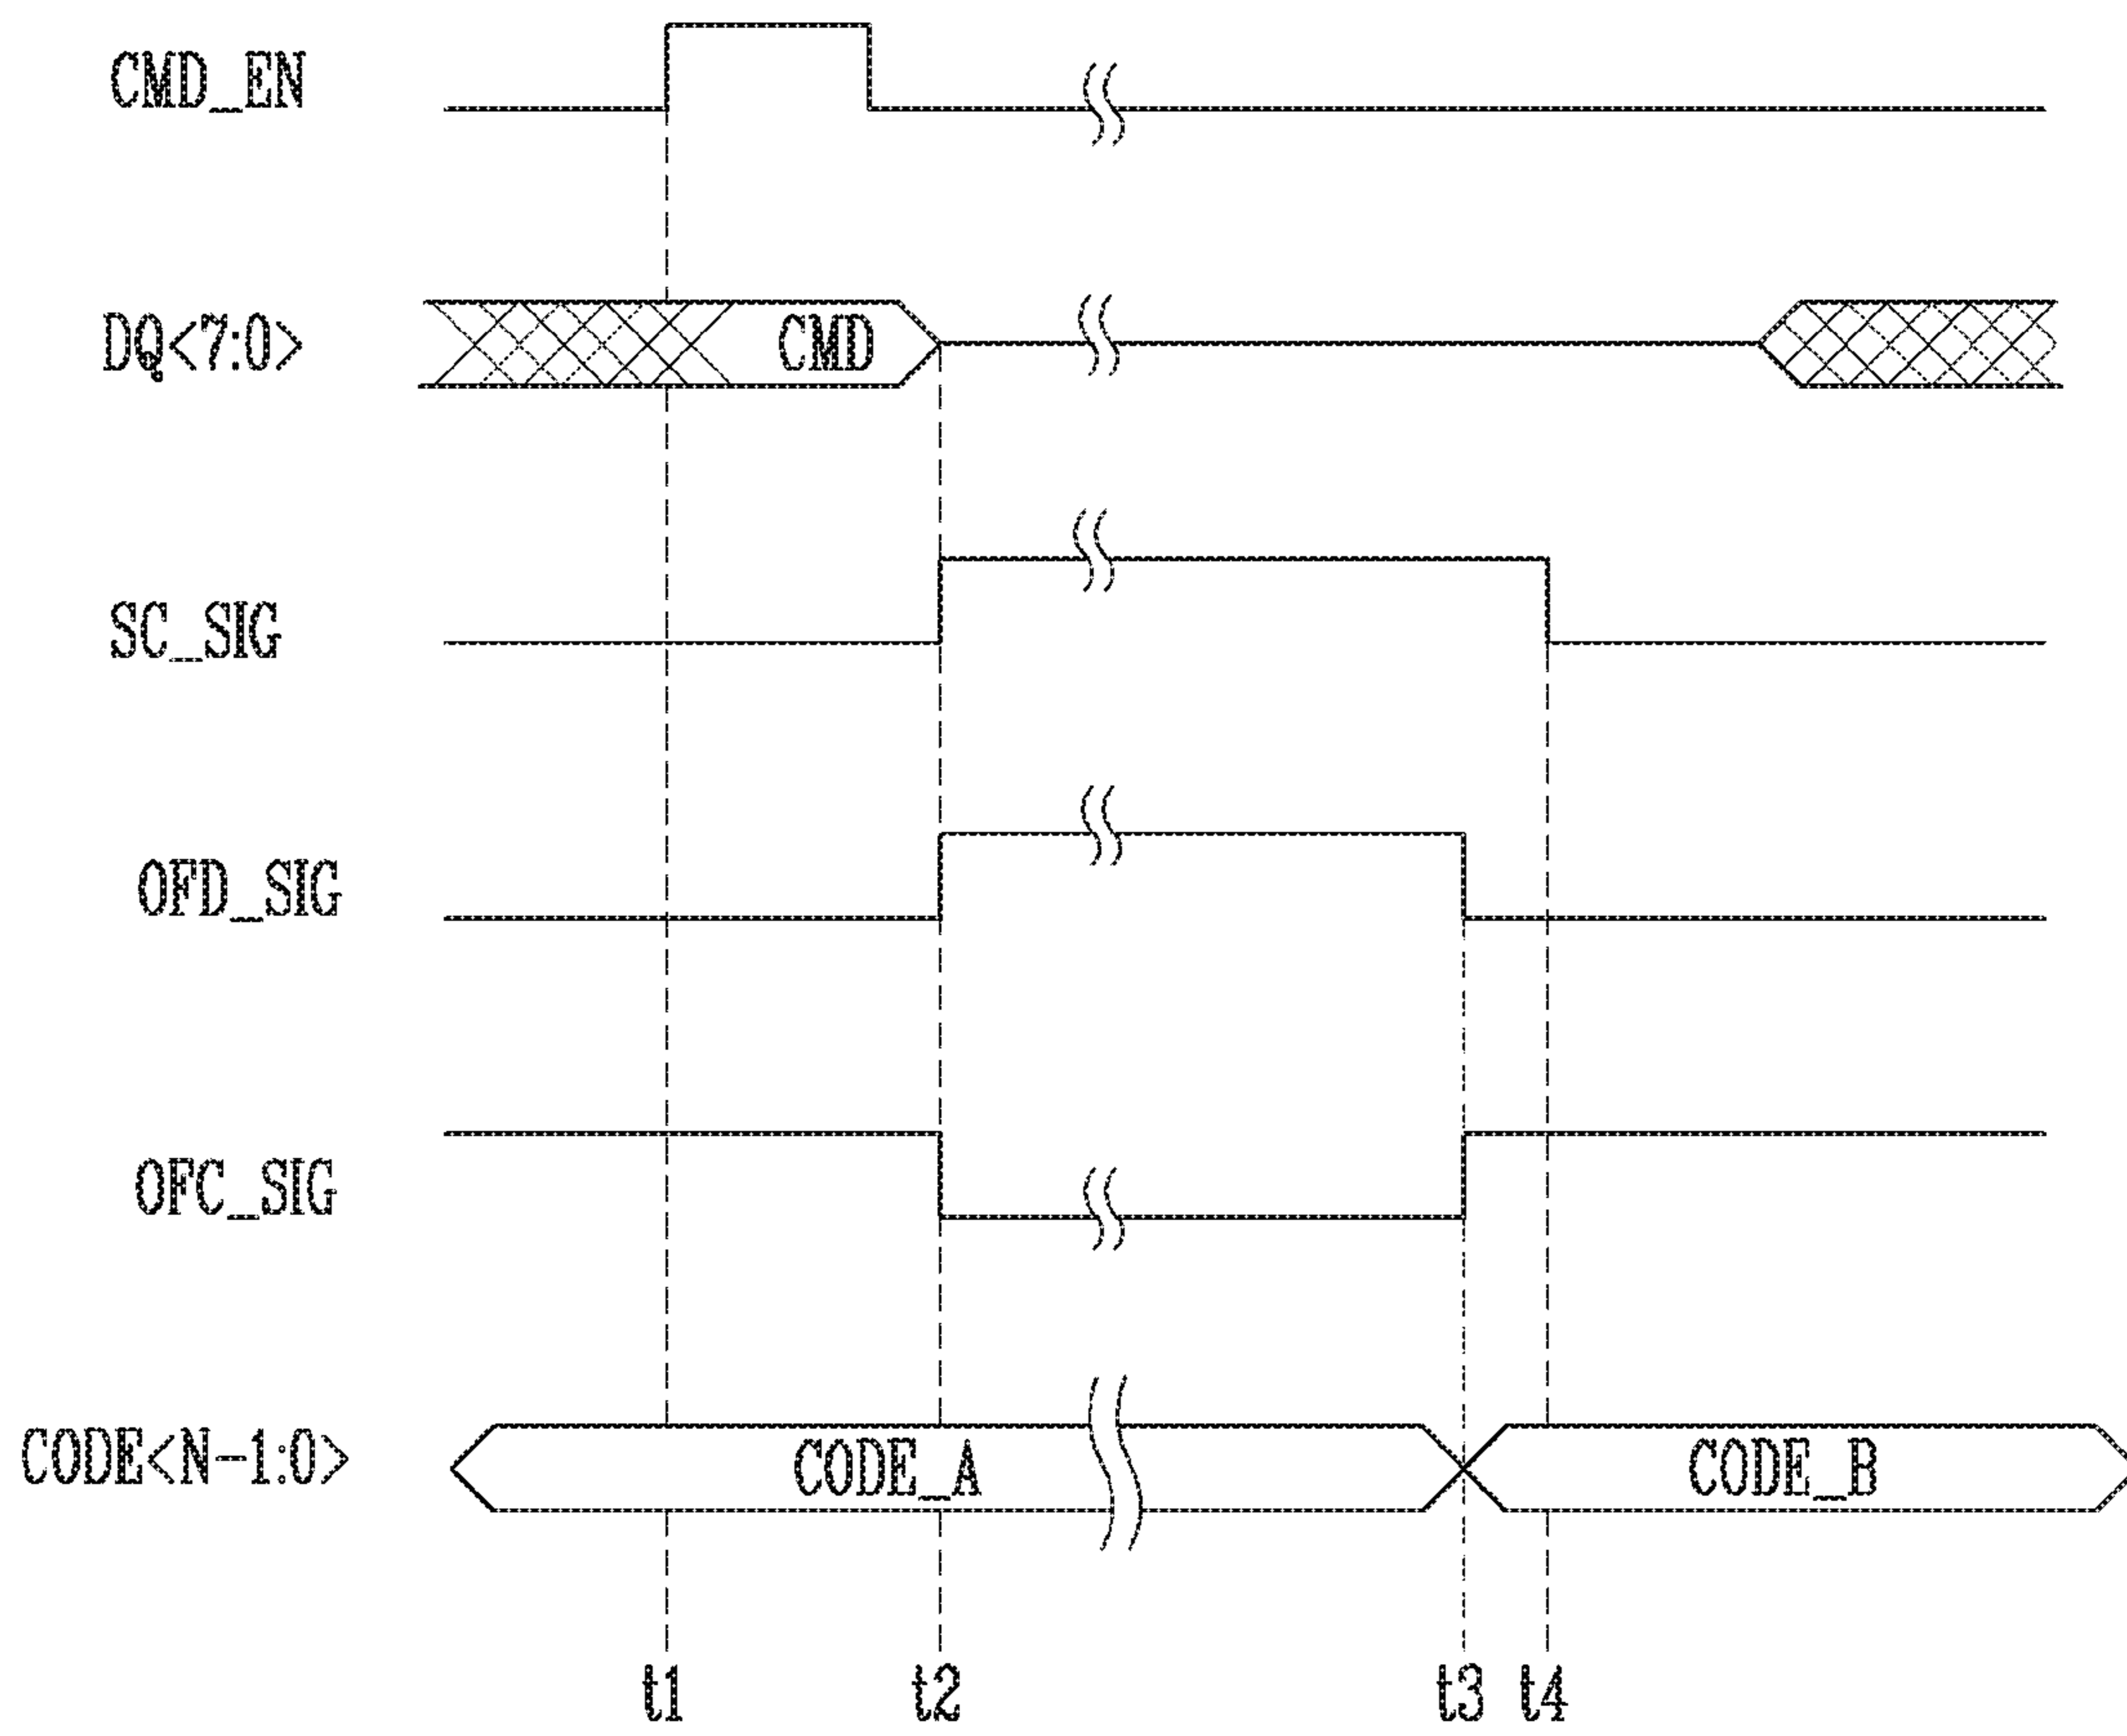 CMD_EN
DQ<7:0>
CMD
SC_SIG
OFD_SIG
OFC_SIG
CODE<N-1:0>
CODE_A
CODE_B
t1
t2
t3
t4